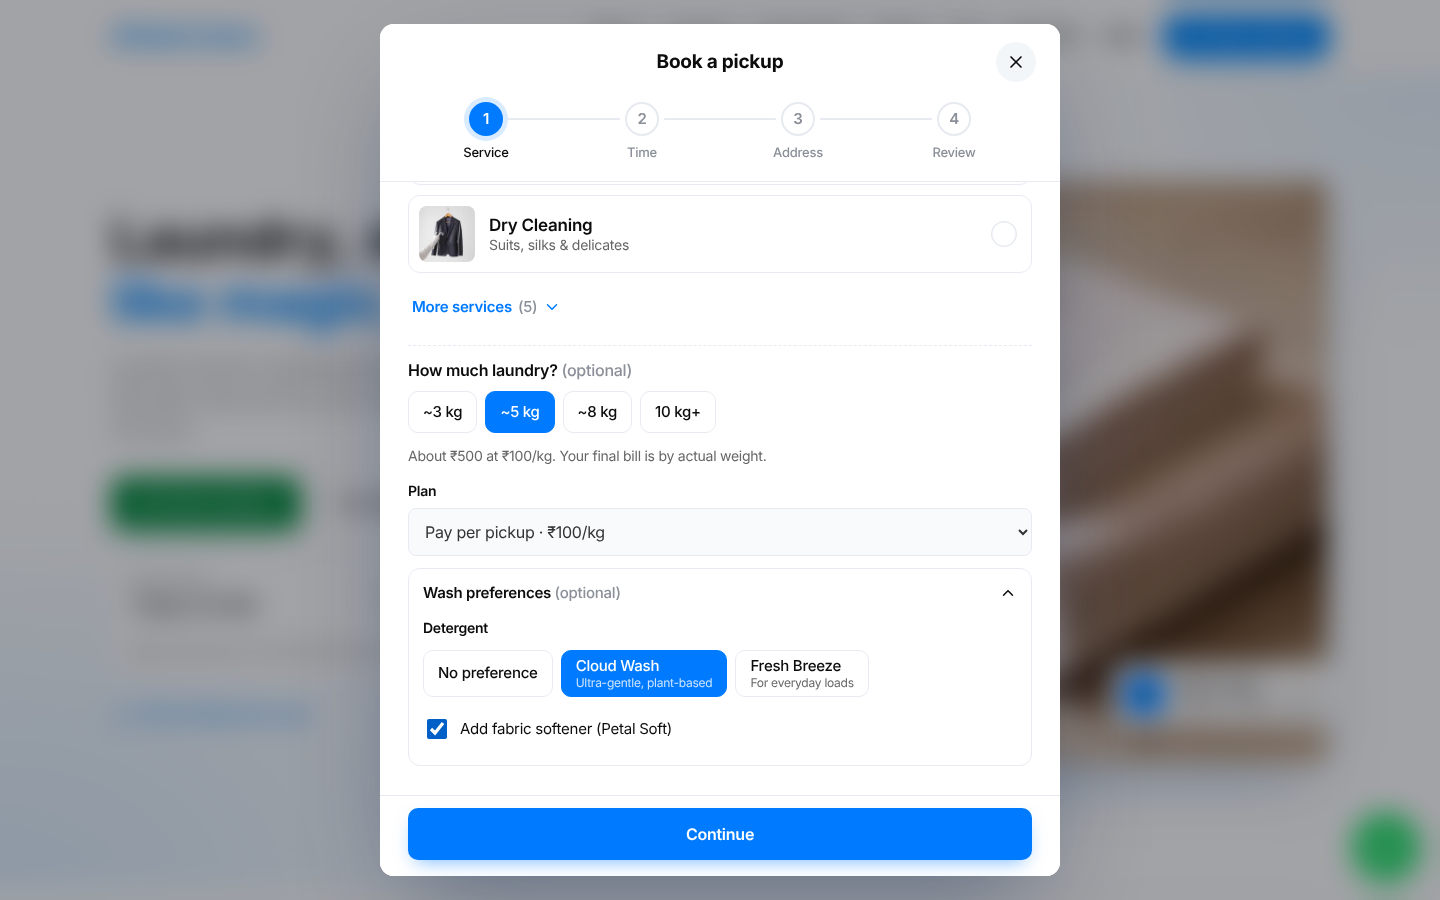 Book a pickup
1
2
3
4
Service
Time
Address
Review
Dry Cleaning
Suits, silks & delicates
More services (5)
How much laundry? (optional)
~3 kg
~5 kg
~8 kg
10 kg+
About ₹500 at ₹100/kg. Your final bill is by actual weight.
Plan
Pay per pickup · ₹100/kg
Wash preferences (optional)
Detergent
No preference
Cloud Wash
Ultra-gentle, plant-based
Fresh Breeze
For everyday loads
Add fabric softener (Petal Soft)
Continue